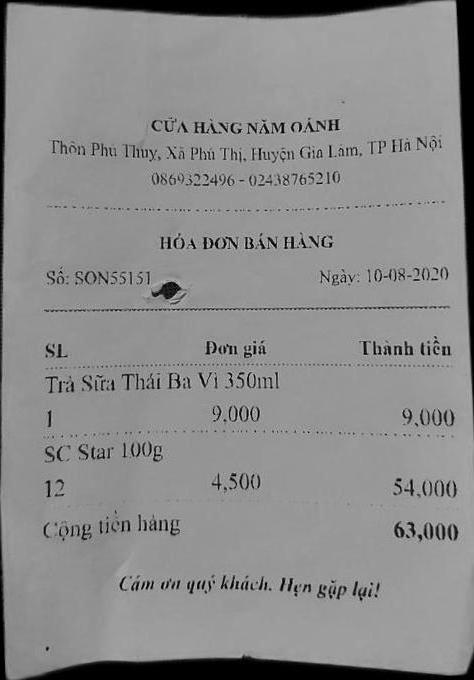 CỬA HÀNG NĂM OÁNH
Thôn Phú Thuỵ, Xã Phú Thị, Huyện Gia Lâm, TP Hà Nội
0869322496 - 02438765210
HÓA ĐƠN BÁN HÀNG
Số: SON55151 Ngày: 10-08-2020
SL Đơn giá Thành tiền
Trà Sữa Thái Ba Vì 350ml
1 9,000 9,000
SC Star 100g
12 4,500 54,000
Cộng tiền hàng 63,000
Cám ơn quý khách. Hẹn gặp lại!